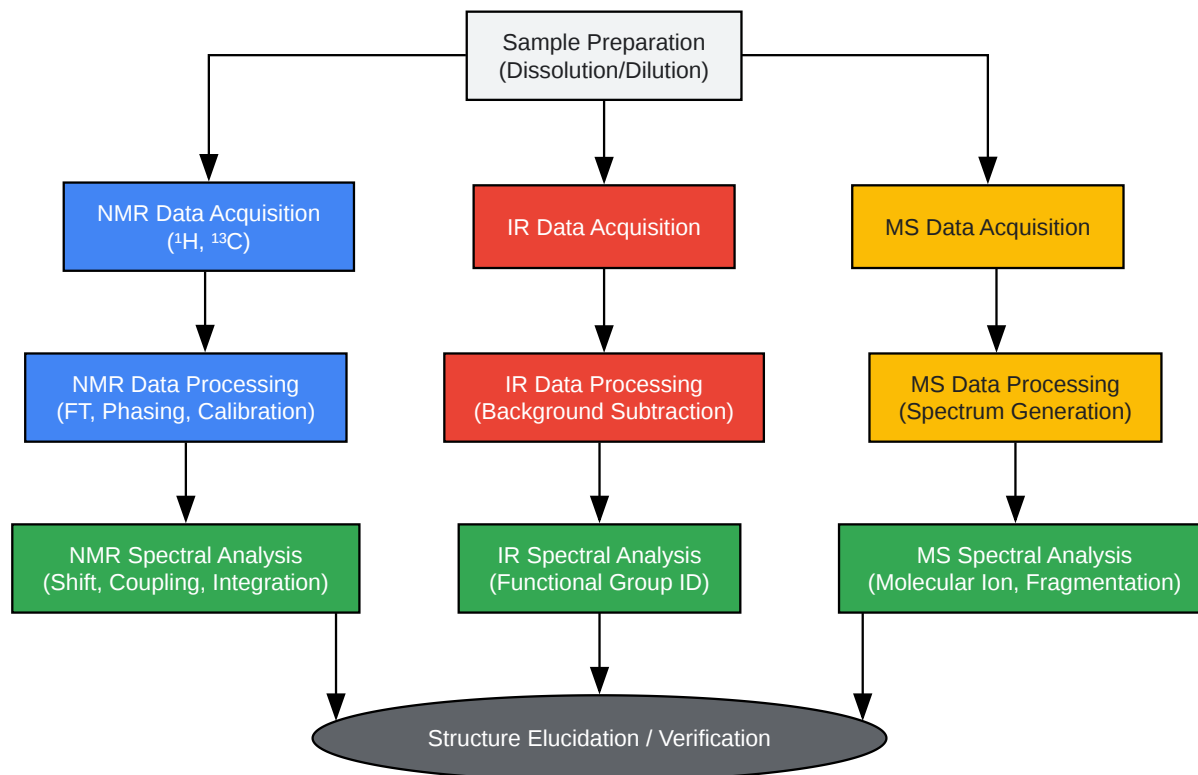 Sample Preparation
(Dissolution/Dilution)
NMR Data Acquisition
(¹H, ¹³C)
IR Data Acquisition
MS Data Acquisition
NMR Data Processing
(FT, Phasing, Calibration)
IR Data Processing
(Background Subtraction)
MS Data Processing
(Spectrum Generation)
NMR Spectral Analysis
(Shift, Coupling, Integration)
IR Spectral Analysis
(Functional Group ID)
MS Spectral Analysis
(Molecular Ion, Fragmentation)
Structure Elucidation / Verification